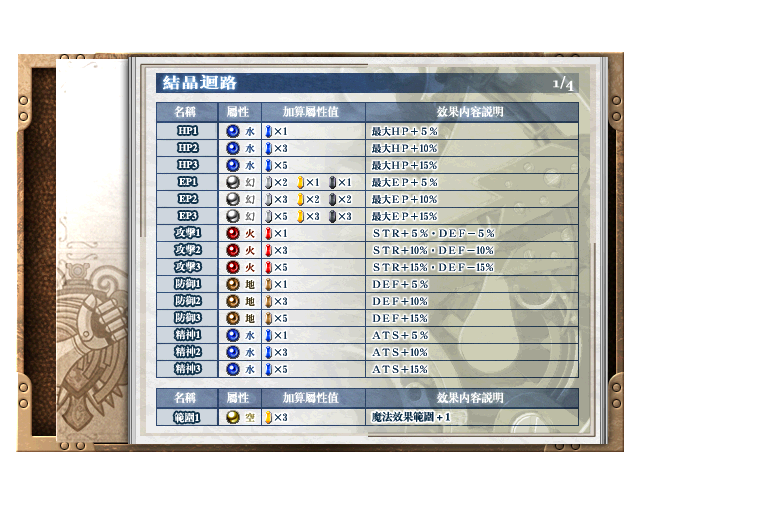 結晶迴路 1/4
名稱 屬性 加算屬性值 效果內容說明
HP1 水 ×1 最大HP+5%
HP2 水 ×3 最大HP+10%
HP3 水 ×5 最大HP+15%
EP1 幻 ×2 ×1 ×1 最大EP+5%
EP2 幻 ×3 ×2 ×2 最大EP+10%
EP3 幻 ×5 ×3 ×3 最大EP+15%
攻擊1 火 ×1 STR+5%・DEF-5%
攻擊2 火 ×3 STR+10%・DEF-10%
攻擊3 火 ×5 STR+15%・DEF-15%
防御1 地 ×1 DEF+5%
防御2 地 ×3 DEF+10%
防御3 地 ×5 DEF+15%
精神1 水 ×1 ATS+5%
精神2 水 ×3 ATS+10%
精神3 水 ×5 ATS+15%
名稱 屬性 加算屬性值 效果內容說明
範圍1 空 ×3 魔法效果範圍+1